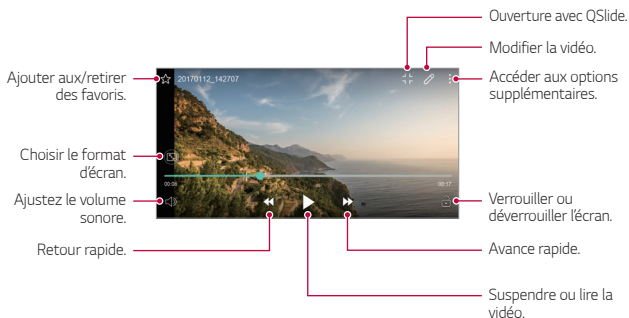 Ouverture avec QSlide.
Modifier la vidéo.
Ajouter aux/retirer
des favoris.
20170112_142707
Accéder aux options
supplémentaires.
Choisir le format
d'écran.
00:06
00:17
Ajustez le volume
sonore.
Verrouiller ou
déverrouiller l'écran.
Retour rapide.
Avance rapide.
Suspendre ou lire la
vidéo.